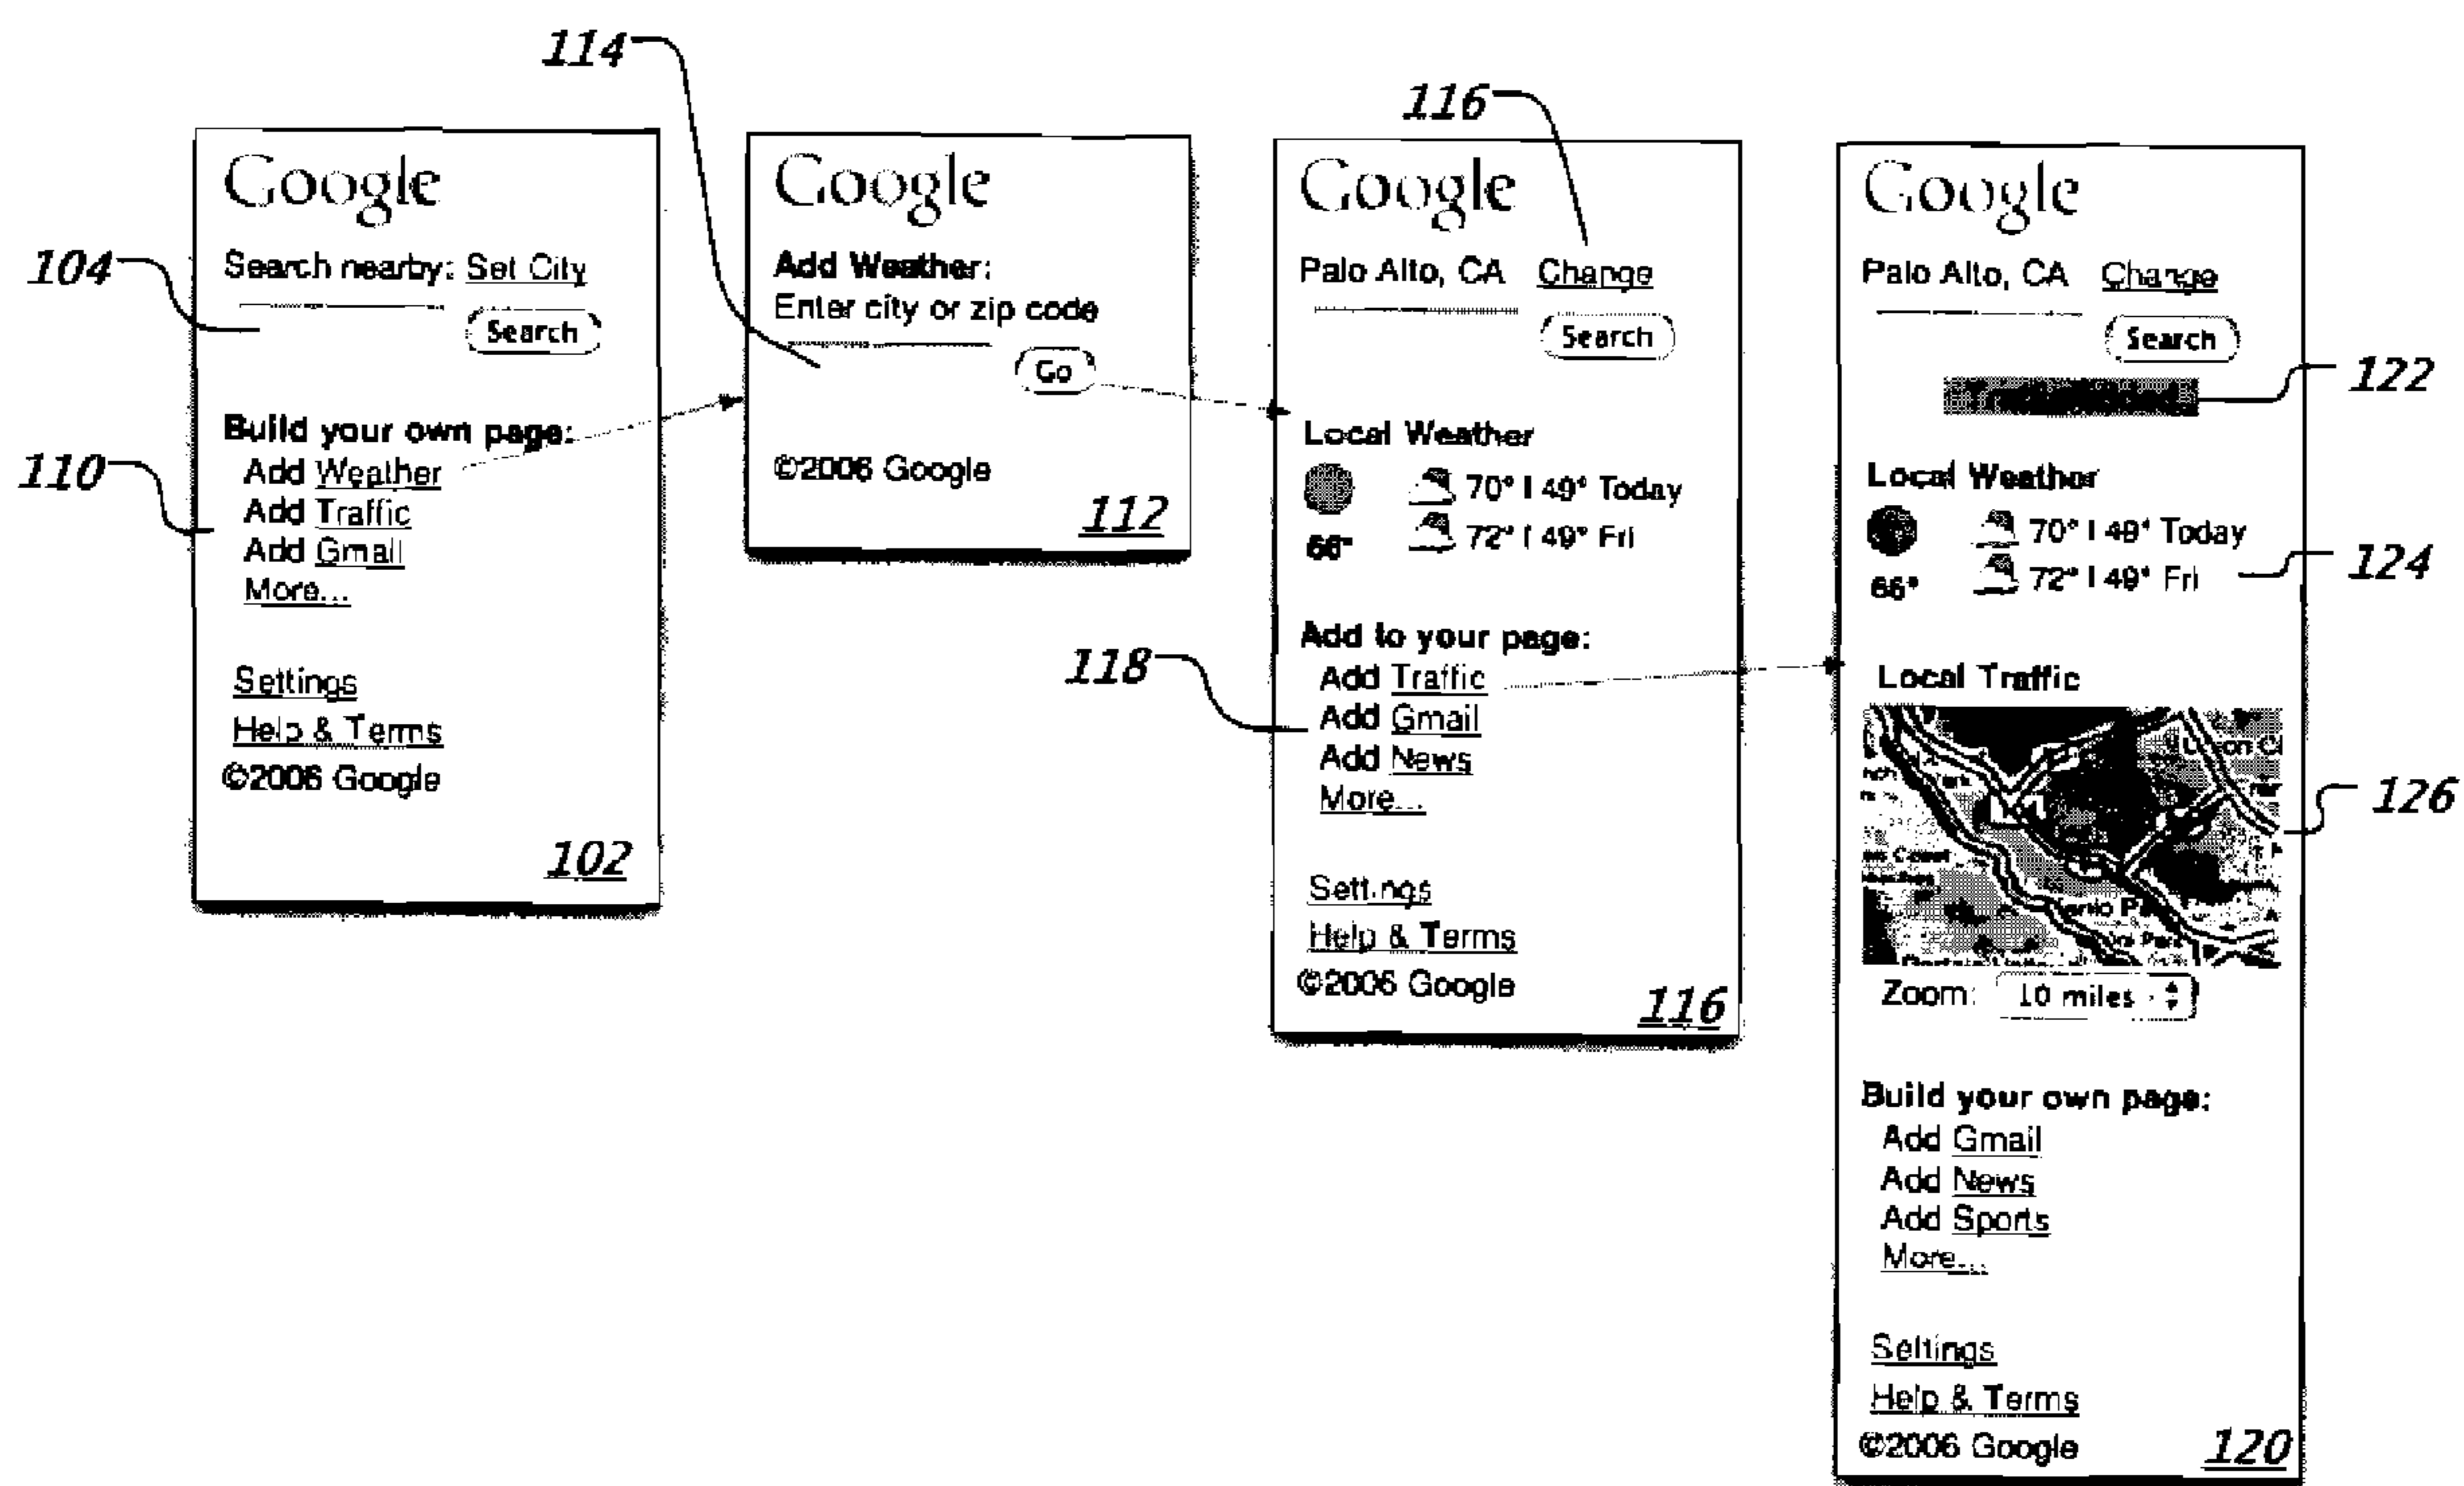 114
104
110
Google
Search nearby: Set City
Search
Build your own page:
Add Weather
Add Traffic
Add Gmail
More...
Settings
Help & Terms
©2006 Google
102
Google
Add Weather:
Enter city or zip code
Go
©2006 Google
112
116
118
Google
Palo Alto, CA Change
Search
Local Weather
70° | 49° Today
66° 72° | 49° Fri
Add to your page:
Add Traffic
Add Gmail
Add News
More...
Settings
Help & Terms
©2006 Google
116
Google
Palo Alto, CA Change
Search
122
Local Weather
70° | 49° Today
66° 72° | 49° Fri
124
Local Traffic
126
Zoom: 10 miles
Build your own page:
Add Gmail
Add News
Add Sports
More...
Settings
Help & Terms
©2006 Google
120